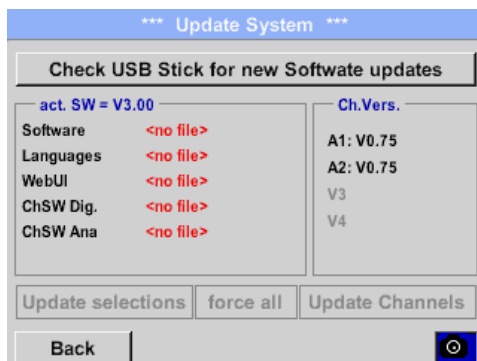 *** Update System ***
Check USB Stick for new Softwate updates
act. SW = V3.00
Software <no file>
Languages <no file>
WebUI <no file>
ChSW Dig. <no file>
ChSW Ana <no file>
Ch.Vers.
A1: V0.75
A2: V0.75
V3
V4
Update selections force all Update Channels
Back